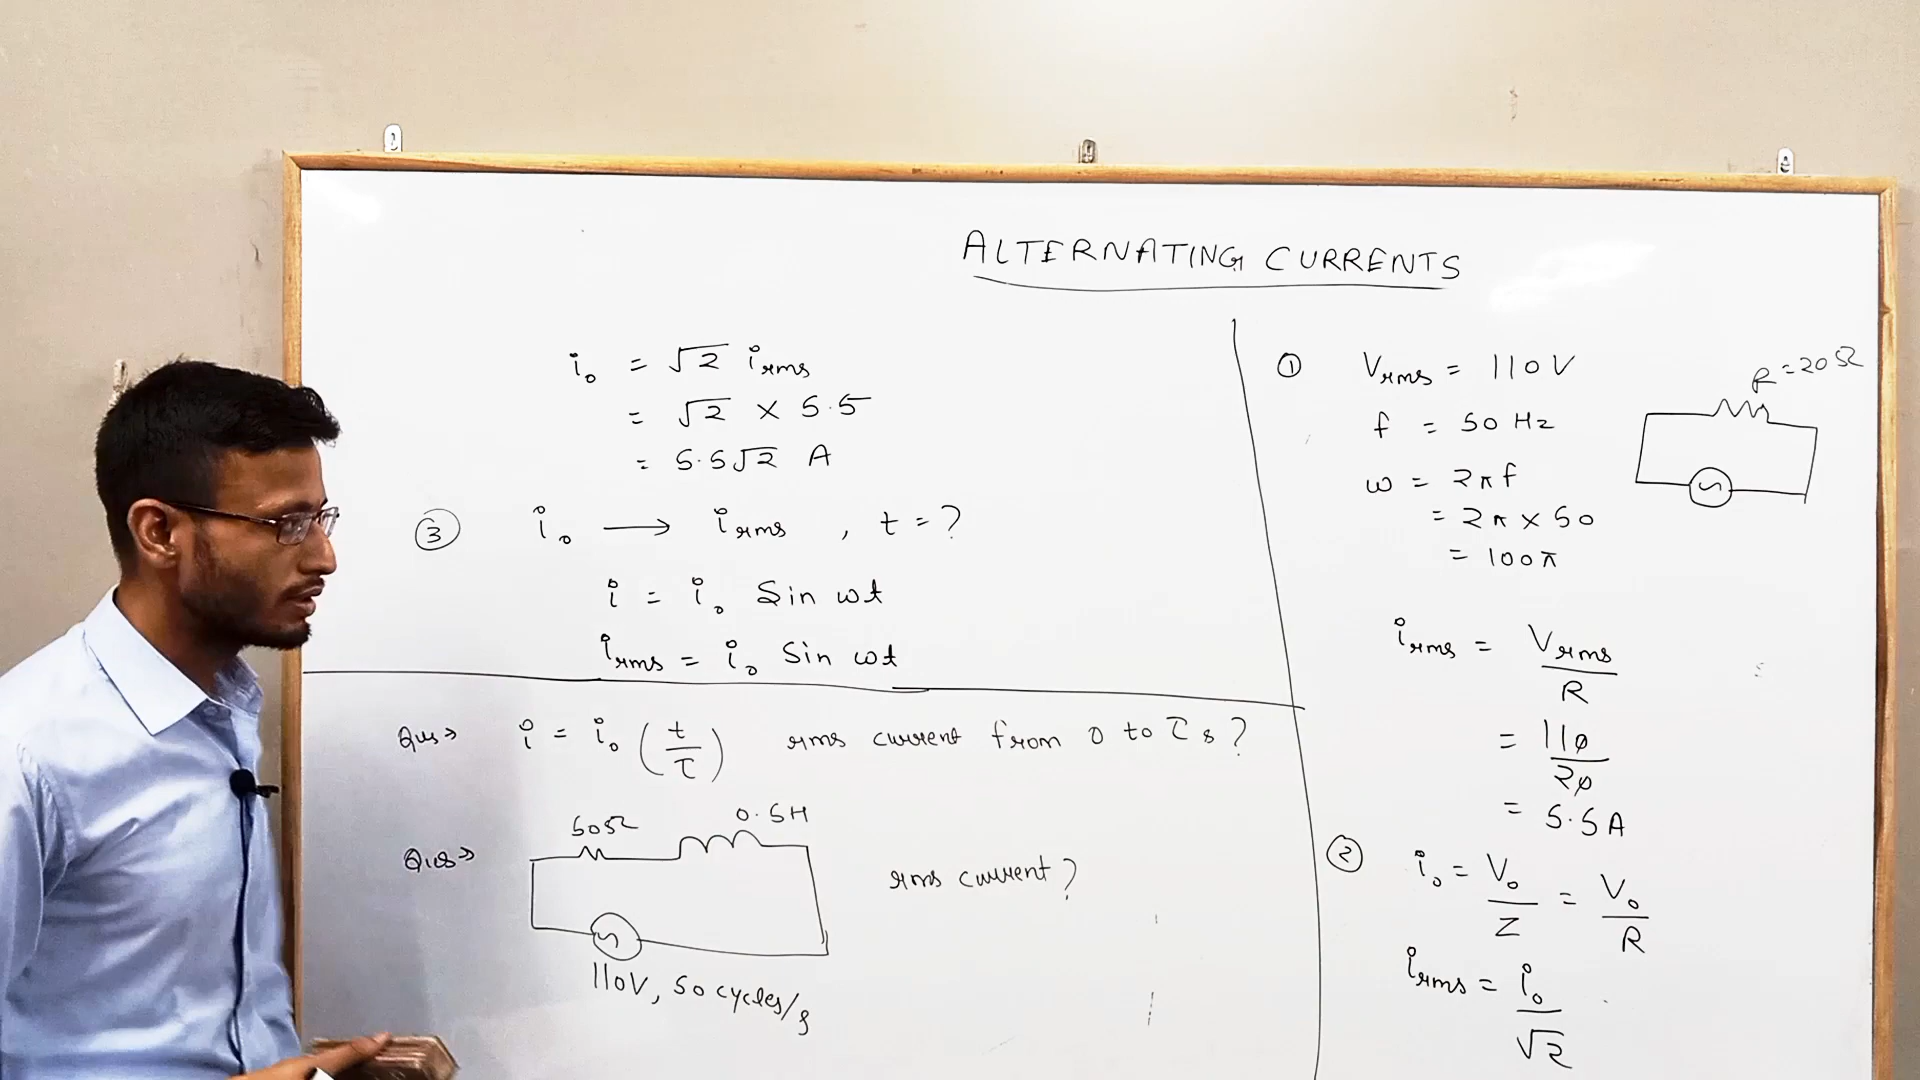 ALTERNATING CURRENTS
① Vrms = 110V
R = 20Ω
f = 50 Hz
ω = 2πf
= 2π × 50
= 100π
irms = Vrms / R
= 110 / 20
= 5.5A
② i₀ = V₀ / Z = V₀ / R
irms = i₀ / √2
i₀ = √2 irms
= √2 × 5.5
= 5.5√2 A
③ i₀ → irms , t = ?
i = i₀ Sin ωt
irms = i₀ Sin ωt
Ques→ i = i₀ (t/τ) rms current from 0 to τ s?
Ques→ 50Ω 0.5H
rms current?
110V, 50 cycles/s